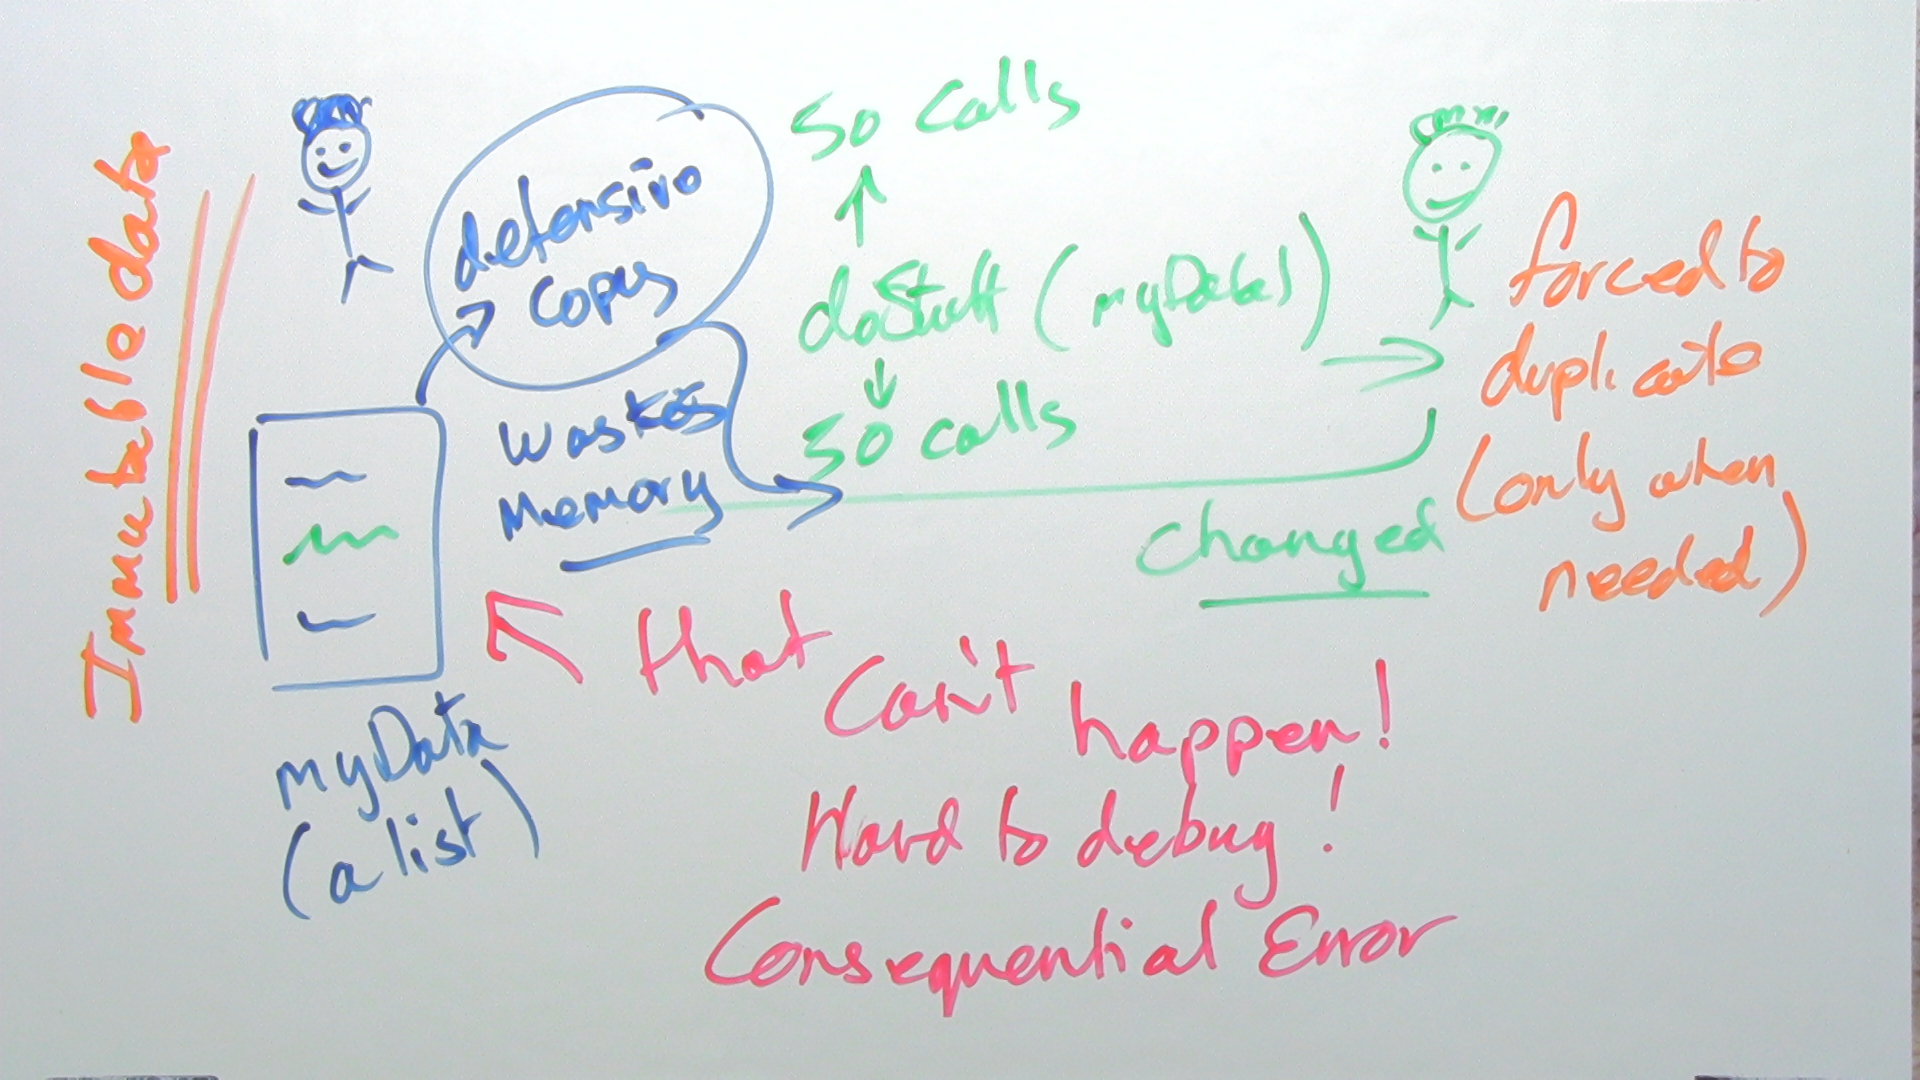 Immutable data
defensive
copy
wastes
Memory
myData
(a list)
50 calls
doStuff (myData)
50 calls
changed
forced to
duplicate
(only when
needed)
that can't happen!
Hard to debug!
Consequential Error